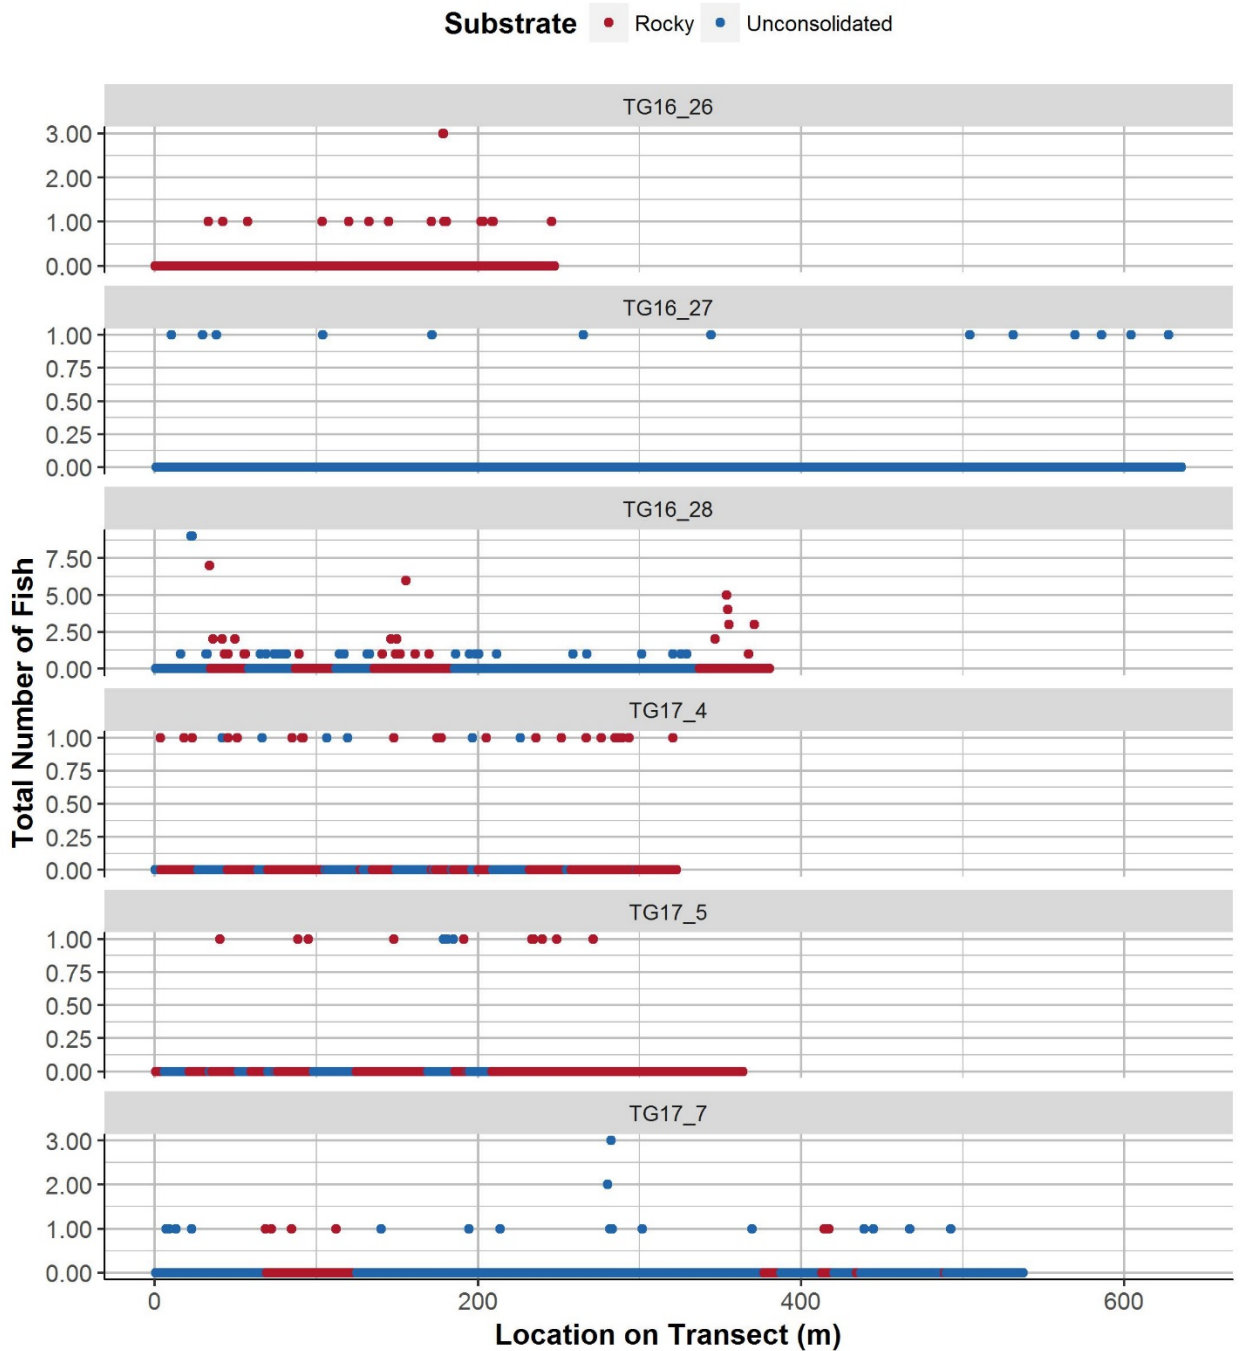 Substrate Rocky Unconsolidated
TG16_26
3.00
2.00
1.00
0.00
TG16_27
1.00
0.75
0.50
0.25
0.00
TG16_28
7.50
5.00
2.50
0.00
TG17_4
1.00
0.75
0.50
0.25
0.00
TG17_5
1.00
0.75
0.50
0.25
0.00
TG17_7
3.00
2.00
1.00
0.00
Total Number of Fish
0 200 400 600
Location on Transect (m)